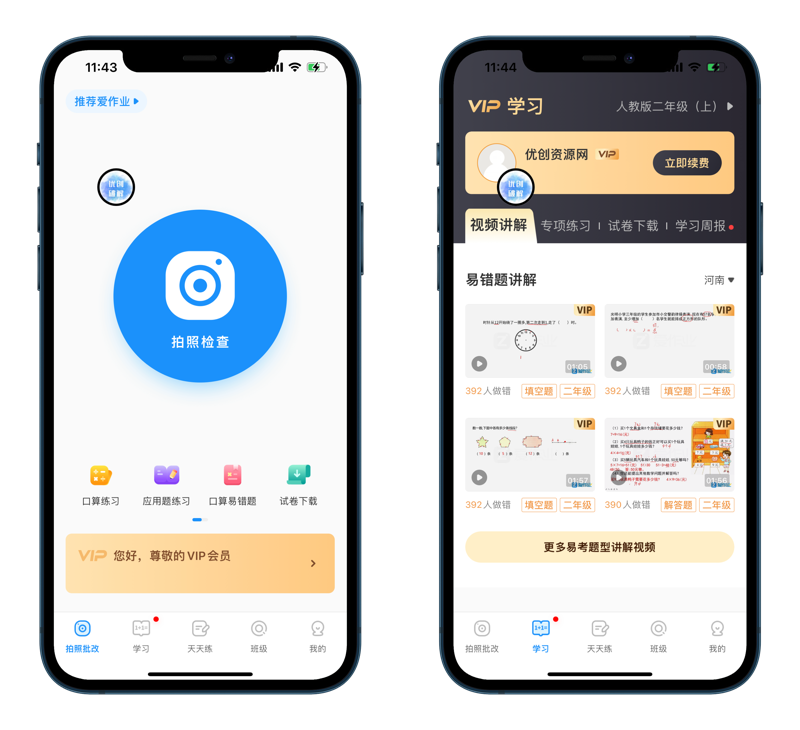 11:43
推荐爱作业
优创
讲解
拍照检查
口算练习
应用题练习
口算易错题
试卷下载
VIP 您好，尊敬的VIP会员
拍照批改
学习
天天练
班级
我的
11:44
VIP 学习
人教版二年级（上）
优创资源网 VIP
立即续费
优创
讲解
视频讲解
专项练习
试卷下载
学习周报
易错题讲解
河南
VIP
01:05
392人做错
填空题
二年级
VIP
00:58
392人做错
填空题
二年级
VIP
01:57
392人做错
填空题
二年级
VIP
01:56
390人做错
解答题
二年级
更多易考题型讲解视频
拍照批改
学习
天天练
班级
我的